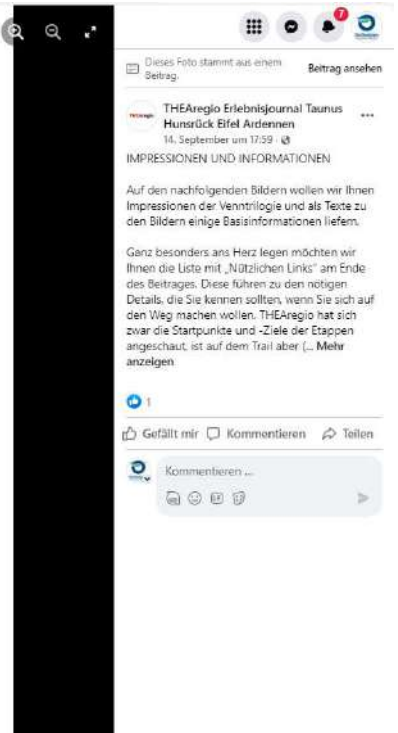 7
Dieses Foto stammt aus einem
Beitrag.
Beitrag ansehen
THEAregio Erlebnisjournal Taunus
Hunsrück Eifel Ardennen
14. September um 17:59 ·
IMPRESSIONEN UND INFORMATIONEN
Auf den nachfolgenden Bildern wollen wir Ihnen
Impressionen der Venntrilogie und als Texte zu
den Bildern einige Basisinformationen liefern.
Ganz besonders ans Herz legen möchten wir
Ihnen die Liste mit „Nützlichen Links" am Ende
des Beitrages. Diese führen zu den nötigen
Details, die Sie kennen sollten, wenn Sie sich auf
den Weg machen wollen. THEAregio hat sich
zwar die Startpunkte und -Ziele der Etappen
angeschaut, ist auf dem Trail aber (... Mehr
anzeigen
1
Gefällt mir Kommentieren Teilen
Kommentieren ...